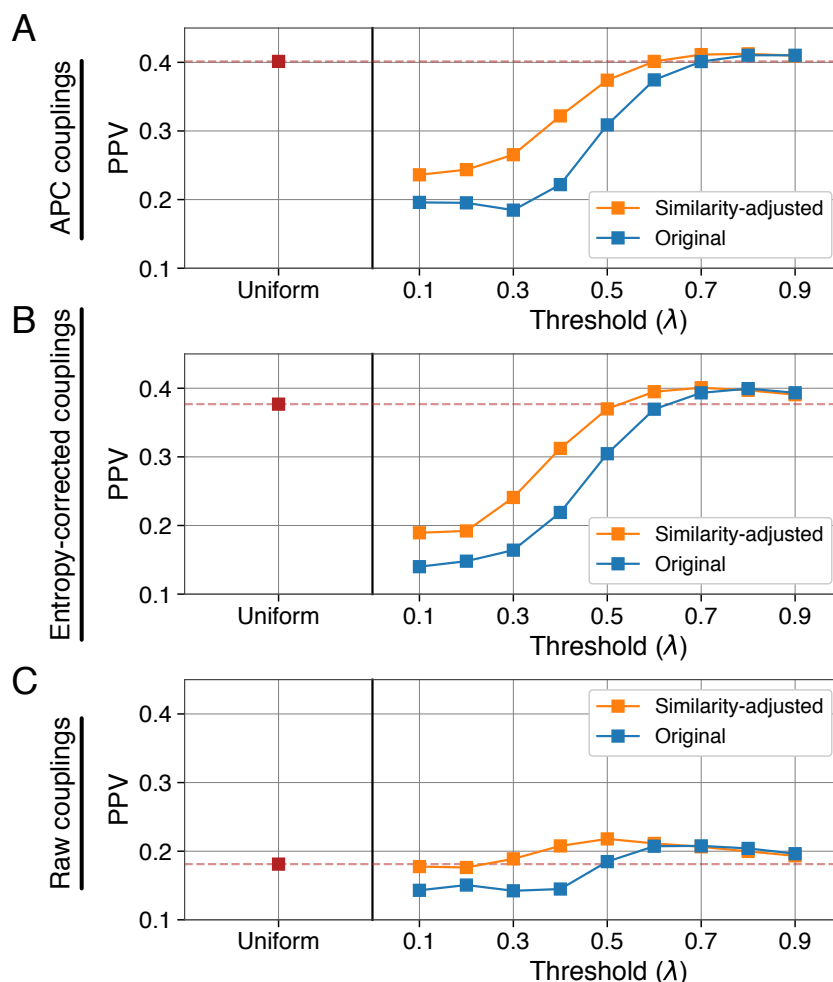 A
APC couplings
PPV
0.4
0.3
0.2
0.1
Similarity-adjusted
Original
Uniform
0.1 0.3 0.5 0.7 0.9
Threshold (λ)
B
Entropy-corrected couplings
PPV
0.4
0.3
0.2
0.1
Similarity-adjusted
Original
Uniform
0.1 0.3 0.5 0.7 0.9
Threshold (λ)
C
Raw couplings
PPV
0.4
0.3
0.2
0.1
Similarity-adjusted
Original
Uniform
0.1 0.3 0.5 0.7 0.9
Threshold (λ)